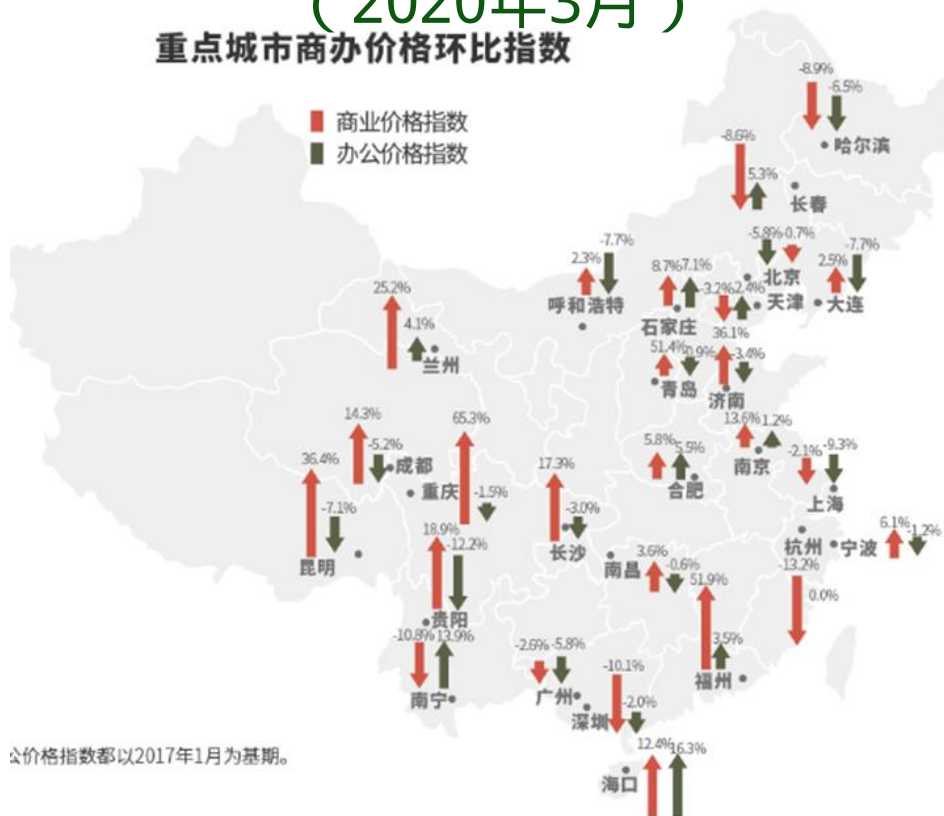 （2020年3月）
重点城市商办价格环比指数
商业价格指数
办公价格指数
-8.9%
-6.5%
哈尔滨
-8.6%
5.3%
长春
-5.8% -0.7%
北京
-7.7%
2.5%
大连
-7.7%
2.3%
呼和浩特
8.7% 7.1%
石家庄
-3.2% 2.4%
天津
25.2%
4.1%
兰州
51.4% -0.9%
青岛
36.1%
-3.4%
济南
14.3%
-5.2%
成都
65.3%
-1.5%
重庆
36.4%
-7.1%
昆明
17.3%
-3.0%
长沙
5.8% 5.5%
合肥
13.6% 1.2%
南京
-2.1% -9.3%
上海
6.1% -1.2%
宁波
杭州
-13.2%
0.0%
18.9%
-12.2%
贵阳
3.6%
-0.6%
南昌
51.9%
3.5%
福州
-10.8% 13.9%
南宁
-2.6% -5.8%
广州
-10.1%
-2.0%
深圳
12.4% 16.3%
海口
公价格指数都以2017年1月为基期。